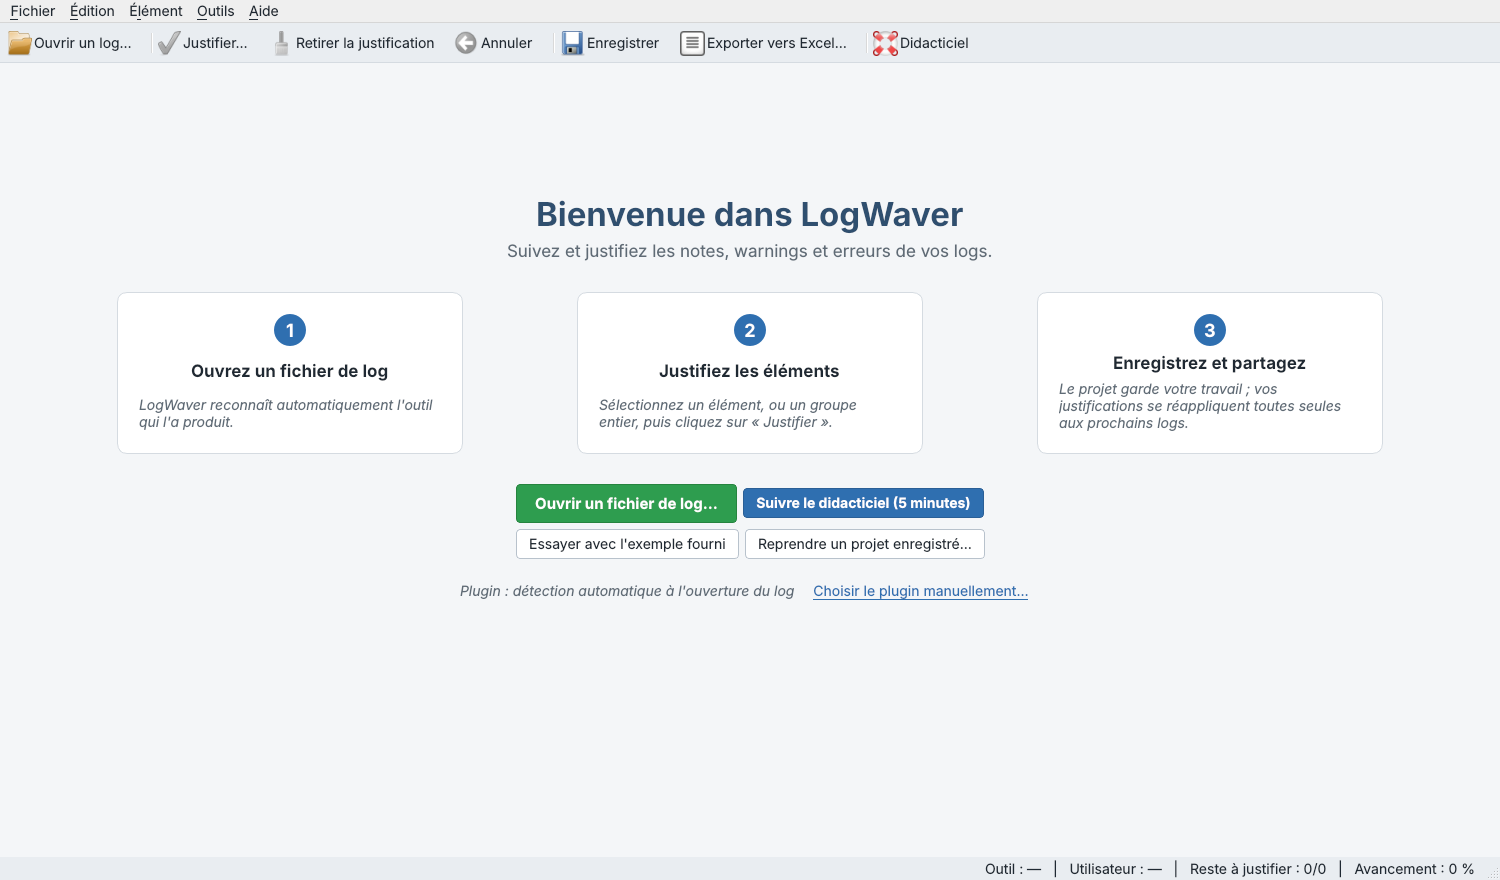 Fichier Édition Élément Outils Aide
Ouvrir un log... Justifier... Retirer la justification Annuler Enregistrer Exporter vers Excel... Didacticiel
Bienvenue dans LogWaver
Suivez et justifiez les notes, warnings et erreurs de vos logs.
1
Ouvrez un fichier de log
LogWaver reconnaît automatiquement l'outil
qui l'a produit.
2
Justifiez les éléments
Sélectionnez un élément, ou un groupe
entier, puis cliquez sur « Justifier ».
3
Enregistrez et partagez
Le projet garde votre travail ; vos
justifications se réappliquent toutes seules
aux prochains logs.
Ouvrir un fichier de log... Suivre le didacticiel (5 minutes)
Essayer avec l'exemple fourni Reprendre un projet enregistré...
Plugin : détection automatique à l'ouverture du log Choisir le plugin manuellement...
Outil : — | Utilisateur : — | Reste à justifier : 0/0 | Avancement : 0 %